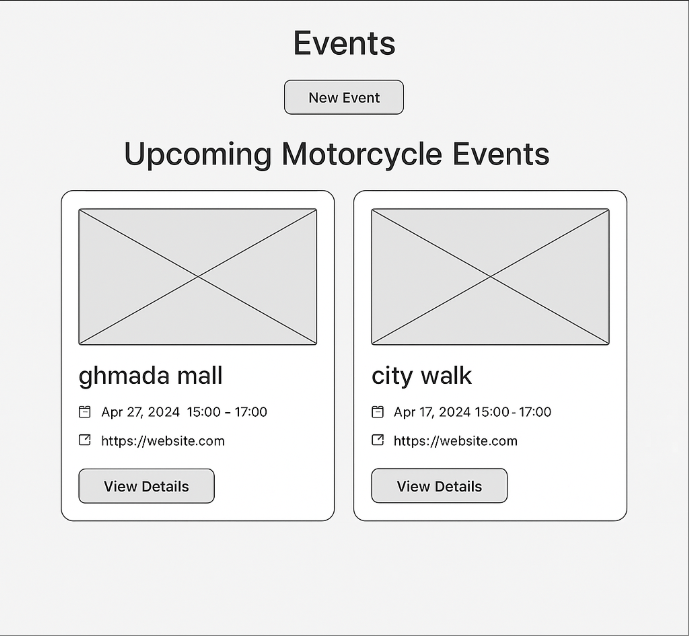 Events
New Event
Upcoming Motorcycle Events
ghmada mall
Apr 27, 2024 15:00 – 17:00
https://website.com
View Details
city walk
Apr 17, 2024 15:00-17:00
https://website.com
View Details